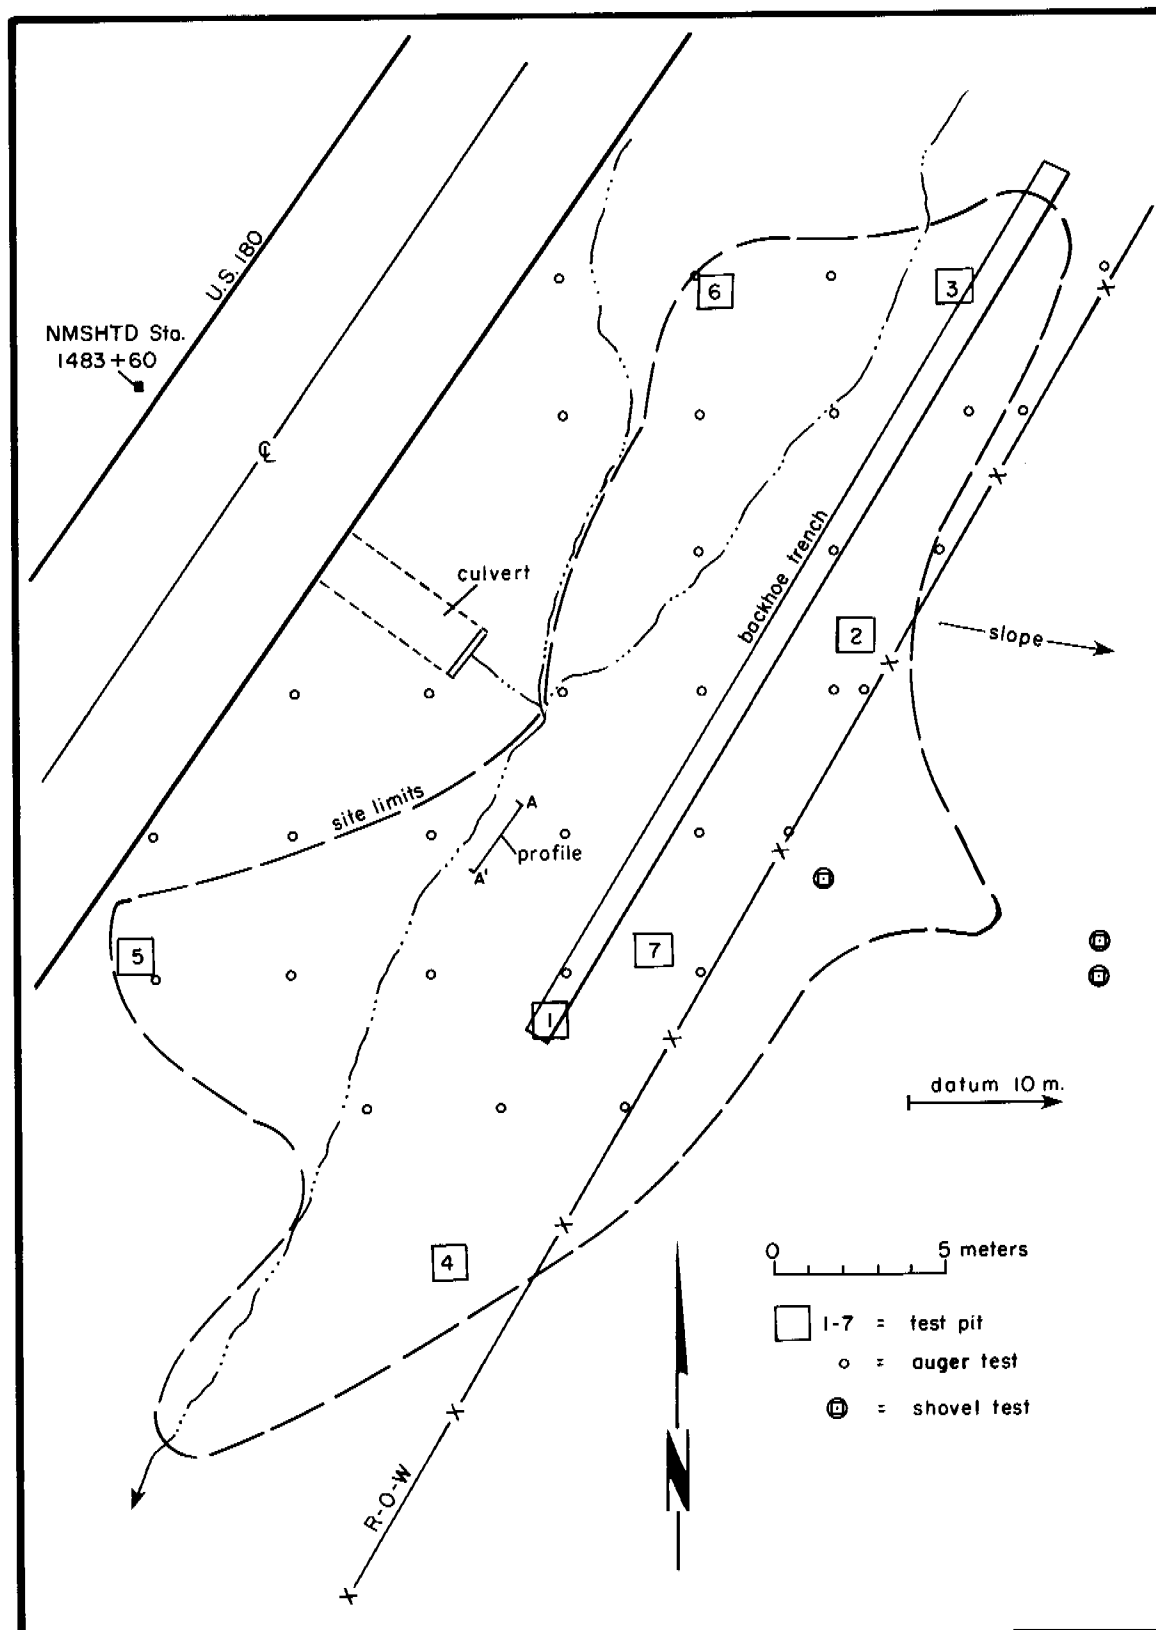 U.S. 180
NMSHTD Sta.
1483+60
℄
6
3
culvert
backhoe trench
2
slope
site limits
A
profile
A'
5
7
1
datum 10 m.
4
0 5 meters
1-7 = test pit
o = auger test
= shovel test
N
R-O-W